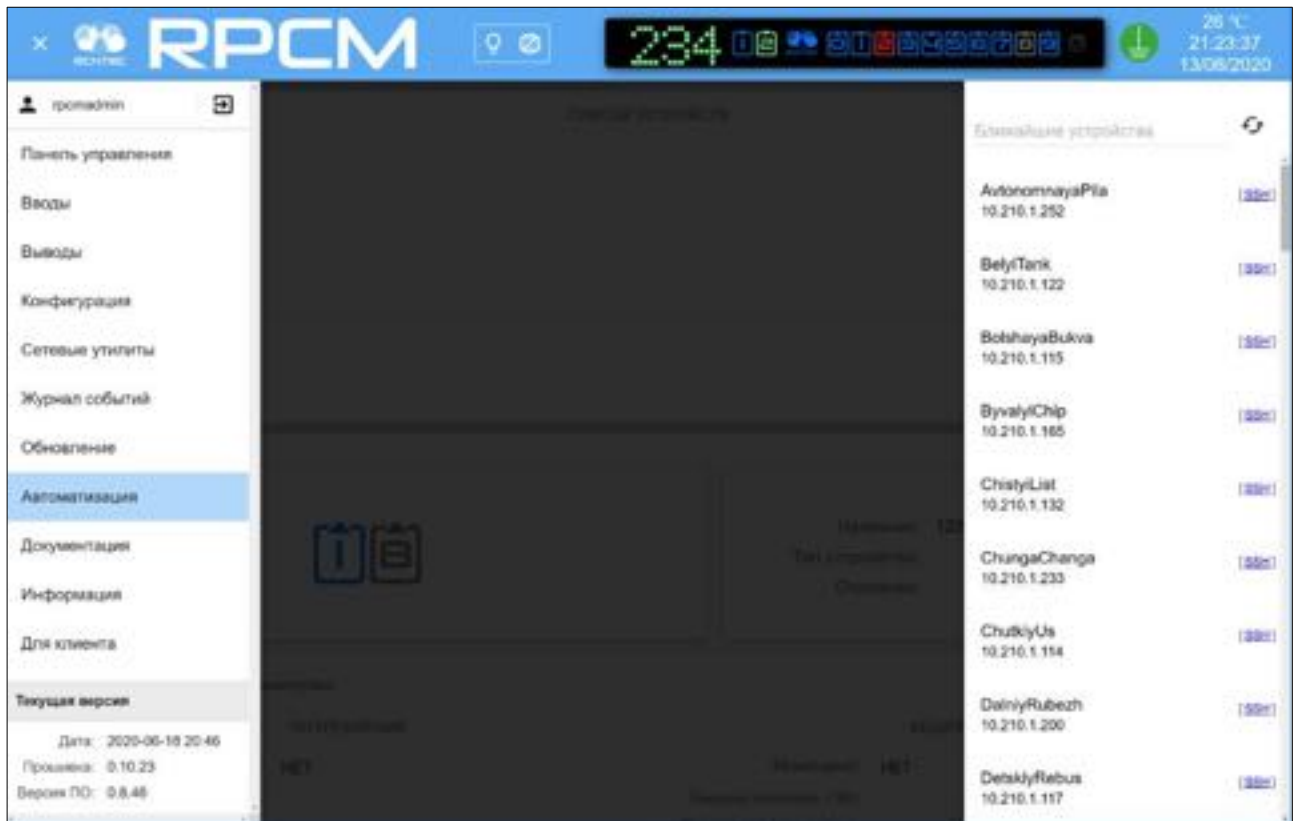 RPCM
234
26 °C
21:23:37
13/08/2020
rpcmadmin
Панель управления
Вводы
Выводы
Конфигурация
Сетевые утилиты
Журнал событий
Обновление
Автоматизация
Документация
Информация
Для клиента
Текущая версия
Дата: 2020-06-18 20:46
Прошивка: 0.10.23
Версия ПО: 0.8.46
НЕТ
НЕТ
Ближайшие устройства
AvtonomnayaPila
[SSH]
10.210.1.252
BelyiTank
[SSH]
10.210.1.122
BolshayaBukva
[SSH]
10.210.1.115
ByvalyiChip
[SSH]
10.210.1.165
ChistyiList
[SSH]
10.210.1.132
ChungaChanga
[SSH]
10.210.1.233
ChutkiyUs
[SSH]
10.210.1.114
DalniyRubezh
[SSH]
10.210.1.200
DetskiyRebus
[SSH]
10.210.1.117